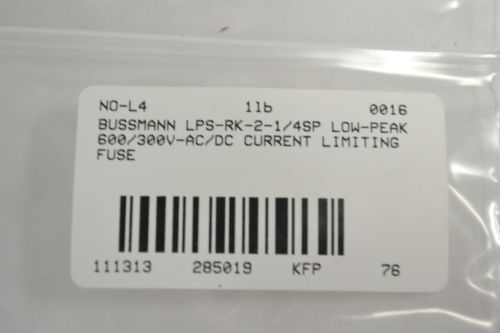 NO-L4 1lb 0016
BUSSMANN LPS-RK-2-1/4SP LOW-PEAK
600/300V-AC/DC CURRENT LIMITING
FUSE
111313 285019 KFP 76